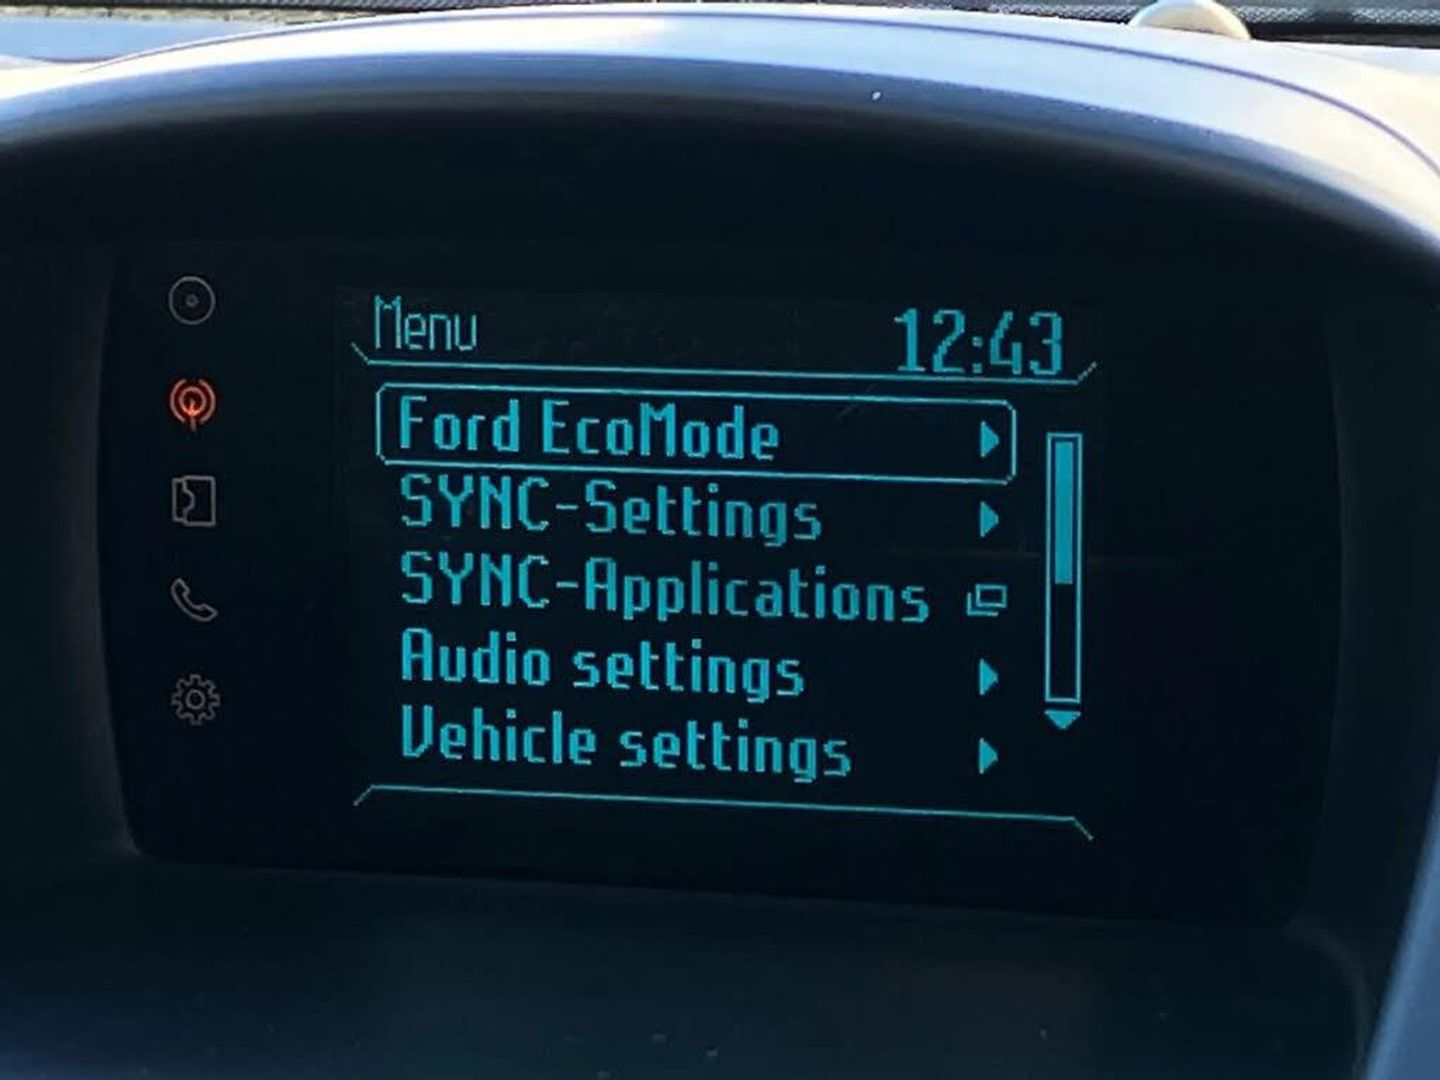 Menu 12:43
Ford EcoMode
SYNC-Settings
SYNC-Applications
Audio settings
Vehicle settings